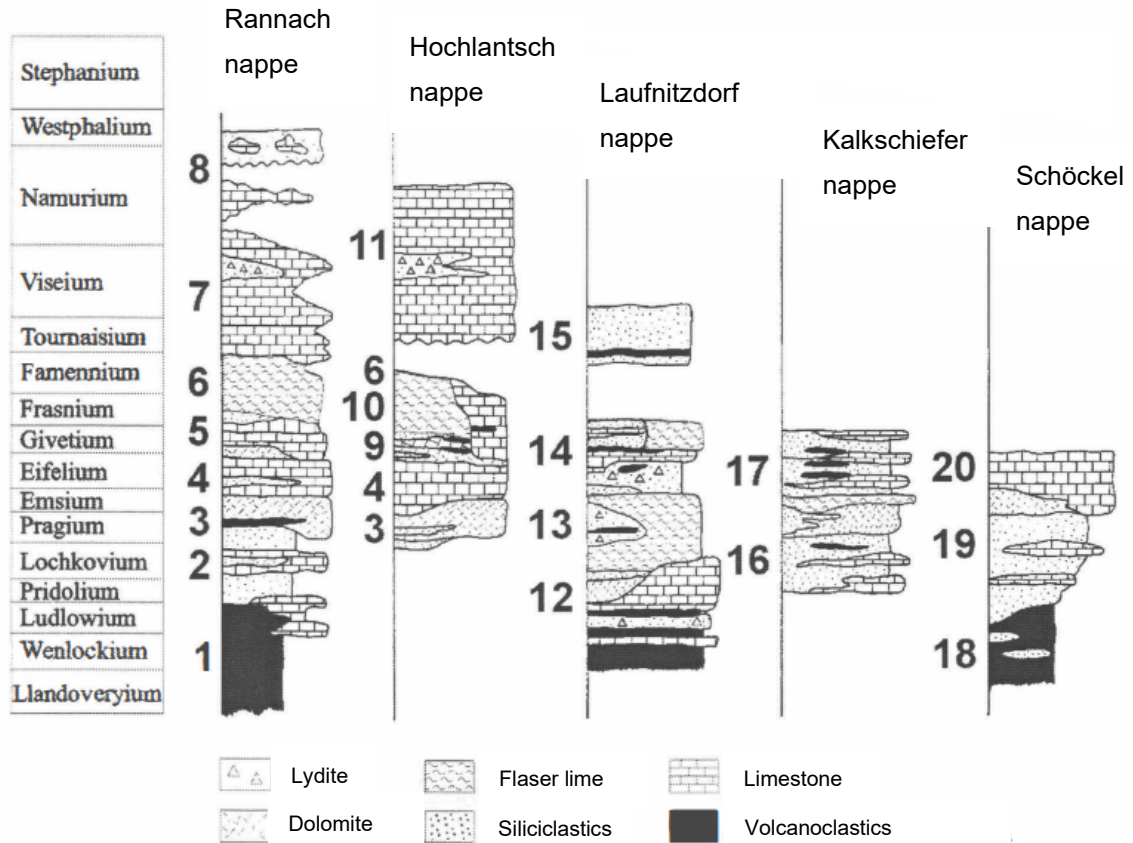 Rannach
nappe
Hochlantsch
nappe
Laufnitzdorf
nappe
Kalkschiefer
nappe
Schöckel
nappe
Stephanium
Westphalium
Namurium
Viseium
Tournaisium
Famennium
Frasnium
Givetium
Eifelium
Emsium
Pragium
Lochkovium
Pridolium
Ludlowium
Wenlockium
Llandoveryium
8
7
6
5
4
3
2
1
11
6
10
9
4
3
15
14
13
12
17
16
20
19
18
Lydite
Flaser lime
Limestone
Dolomite
Siliciclastics
Volcanoclastics